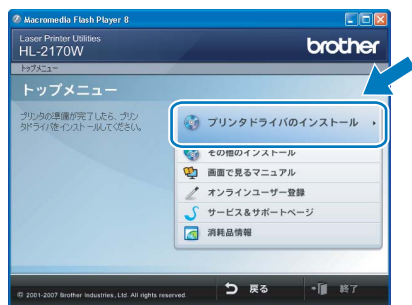 Macromedia Flash Player 8
Laser Printer Utilities
HL-2170W
brother
トップメニュー
トップメニュー
プリンタの準備が完了したら、プリン
タドライバをインストールしてください。
プリンタドライバのインストール
その他のインストール
画面で見るマニュアル
オンラインユーザー登録
サービス&サポートページ
消耗品情報
戻る
終了
© 2001-2007 Brother Industries, Ltd. All rights reserved.